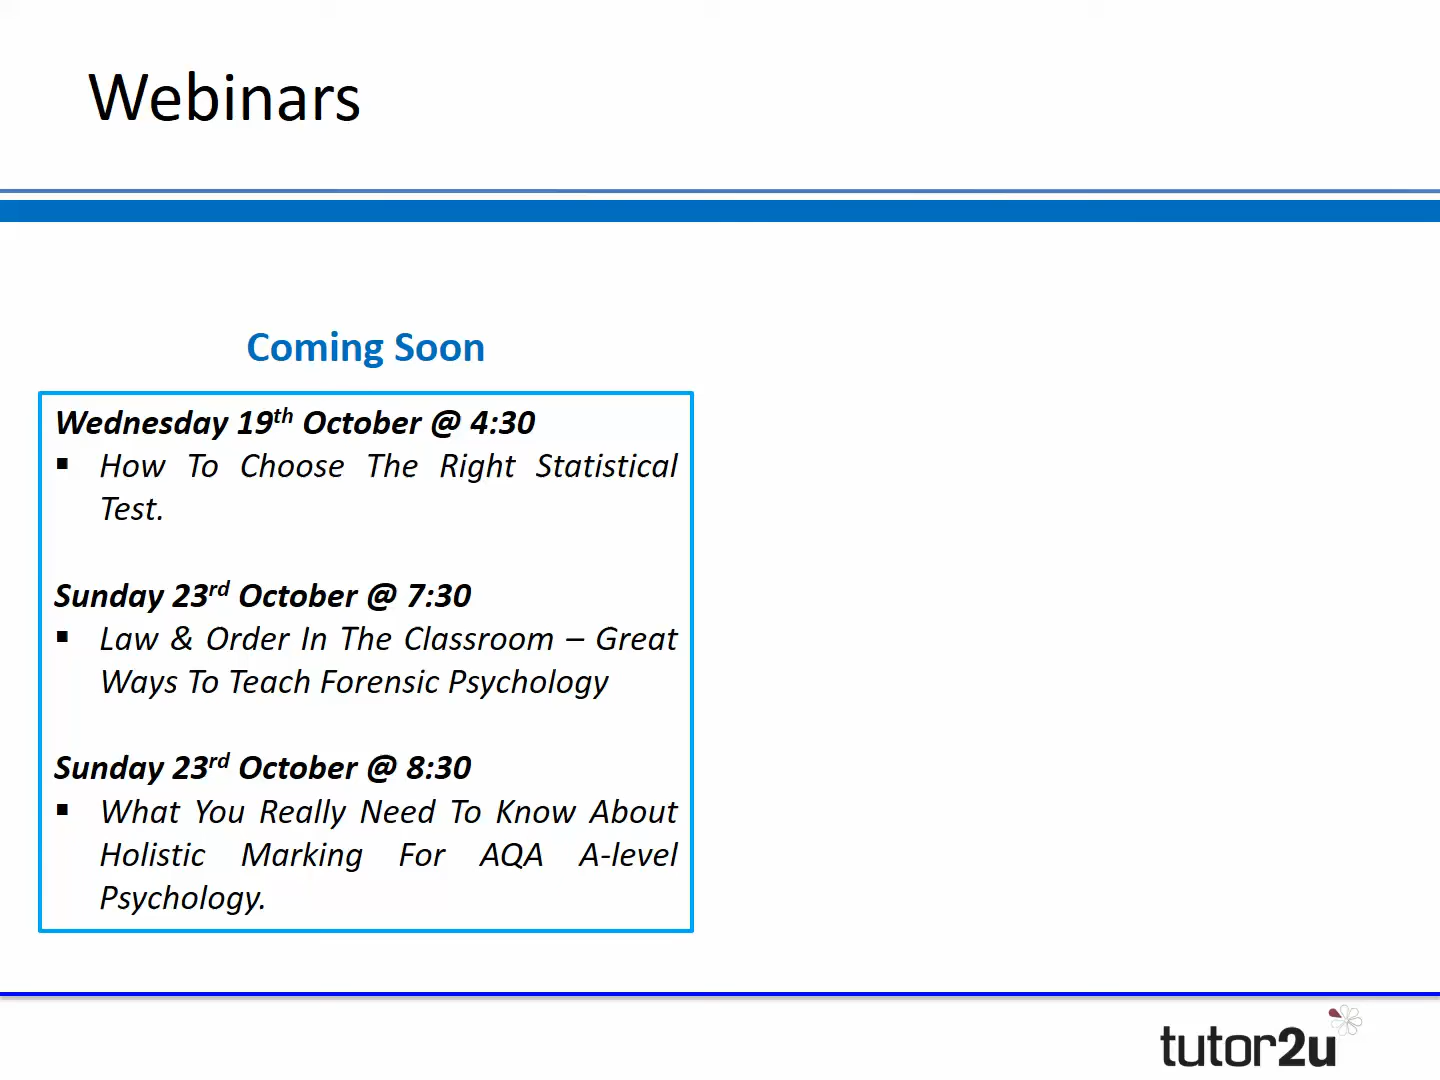 Webinars
Coming Soon
Wednesday 19th October @ 4:30
▪ How To Choose The Right Statistical
Test.
Sunday 23rd October @ 7:30
▪ Law & Order In The Classroom – Great
Ways To Teach Forensic Psychology
Sunday 23rd October @ 8:30
▪ What You Really Need To Know About
Holistic Marking For AQA A-level
Psychology.
tutor2u